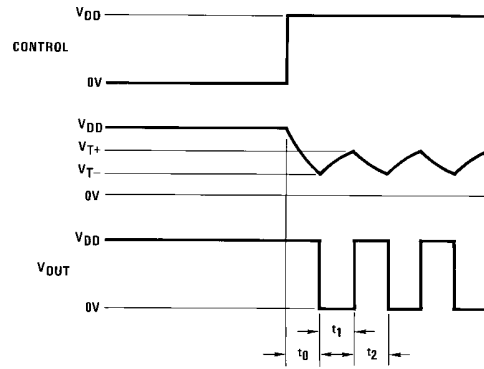 VDD
CONTROL
0V
VDD
VT+
VT−
0V
VDD
VOUT
0V
t1
t0
t2